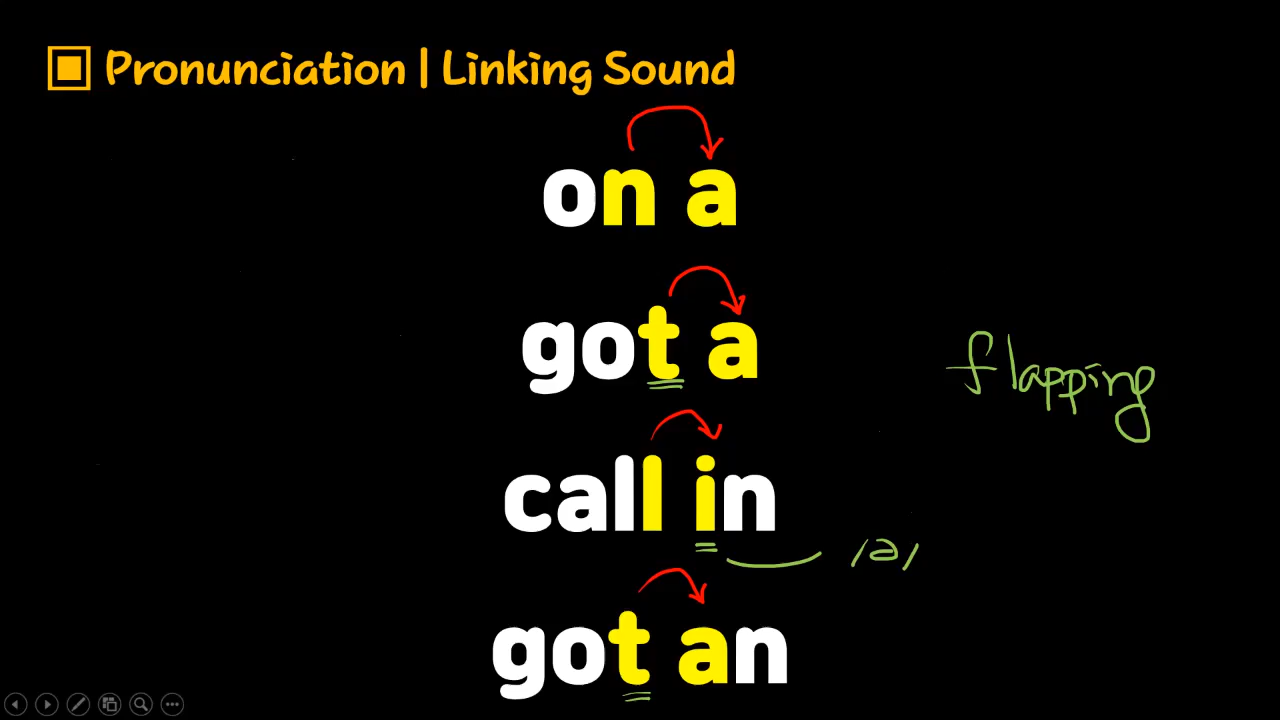 Pronunciation | Linking Sound
on a
got a
flapping
call in
/a/
got an